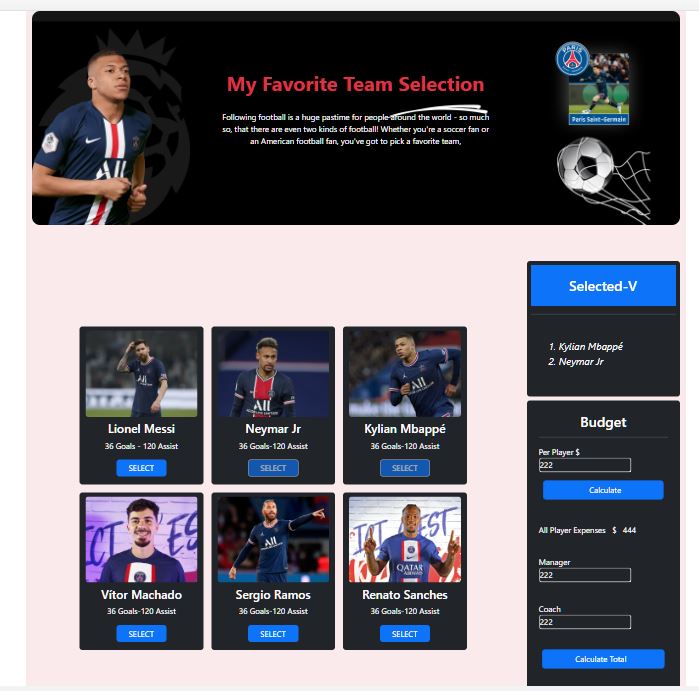 My Favorite Team Selection
Following football is a huge pastime for people around the world - so much
so, that there are even two kinds of football! Whether you're a soccer fan or
an American football fan, you've got to pick a favorite team,
PARIS
Paris Saint-Germain
Selected-V
1. Kylian Mbappé
2. Neymar Jr
Lionel Messi
36 Goals - 120 Assist
SELECT
Neymar Jr
36 Goals-120 Assist
SELECT
Kylian Mbappé
36 Goals-120 Assist
SELECT
Vítor Machado
36 Goals-120 Assist
SELECT
Sergio Ramos
36 Goals-120 Assist
SELECT
QATAR
AIRWAYS
Renato Sanches
36 Goals-120 Assist
SELECT
Budget
Per Player $
222
Calculate
All Player Expenses $ 444
Manager
222
Coach
222
Calculate Total